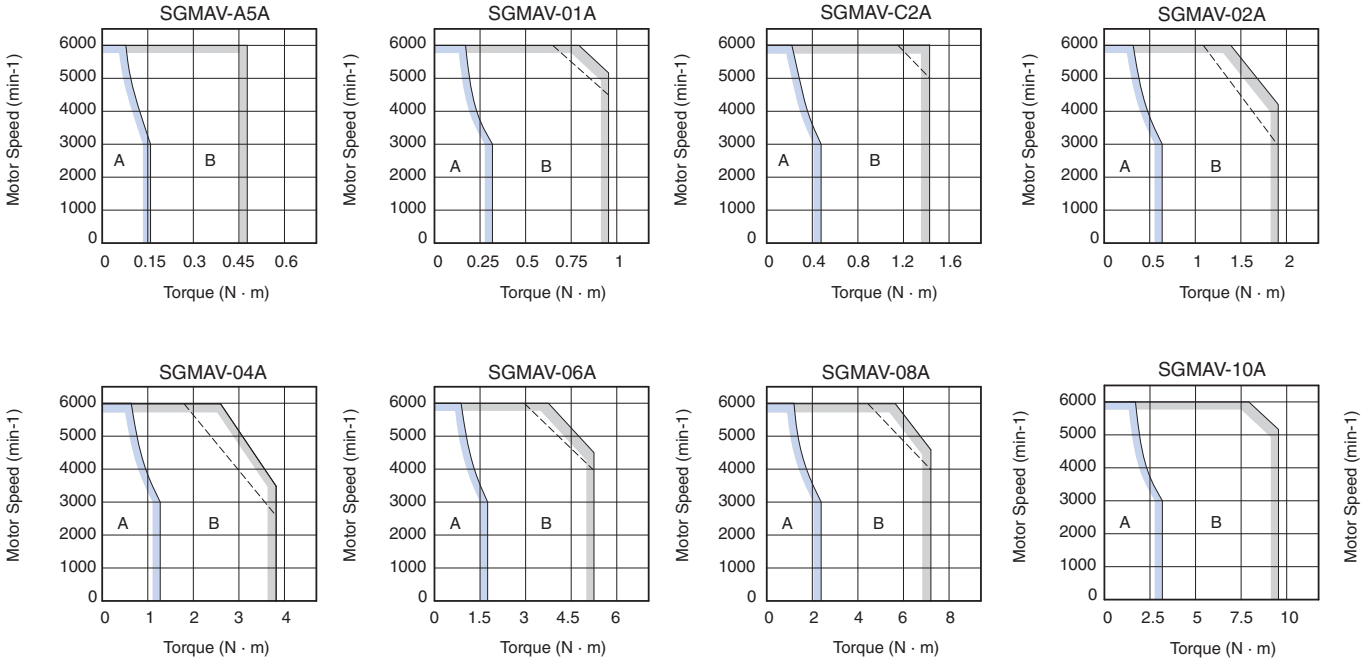 SGMAV-A5A
Motor Speed (min-1)
6000
5000
4000
3000
2000
1000
0
A
B
0 0.15 0.3 0.45 0.6
Torque (N · m)
SGMAV-01A
Motor Speed (min-1)
6000
5000
4000
3000
2000
1000
0
A
B
0 0.25 0.5 0.75 1
Torque (N · m)
SGMAV-C2A
Motor Speed (min-1)
6000
5000
4000
3000
2000
1000
0
A
B
0 0.4 0.8 1.2 1.6
Torque (N · m)
SGMAV-02A
Motor Speed (min-1)
6000
5000
4000
3000
2000
1000
0
A
B
0 0.5 1 1.5 2
Torque (N · m)
SGMAV-04A
Motor Speed (min-1)
6000
5000
4000
3000
2000
1000
0
A
B
0 1 2 3 4
Torque (N · m)
SGMAV-06A
Motor Speed (min-1)
6000
5000
4000
3000
2000
1000
0
A
B
0 1.5 3 4.5 6
Torque (N · m)
SGMAV-08A
Motor Speed (min-1)
6000
5000
4000
3000
2000
1000
0
A
B
0 2 4 6 8
Torque (N · m)
SGMAV-10A
Motor Speed (min-1)
6000
5000
4000
3000
2000
1000
0
A
B
0 2.5 5 7.5 10
Torque (N · m)
Motor Speed (min-1)